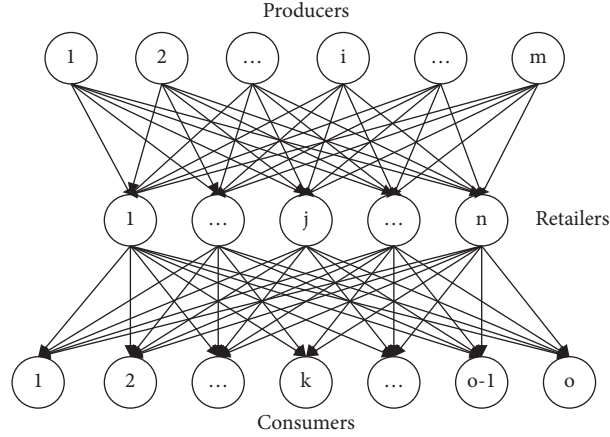 Producers
1 2 ... i ... m
1 ... j ... n Retailers
1 2 ... k ... o-1 o
Consumers